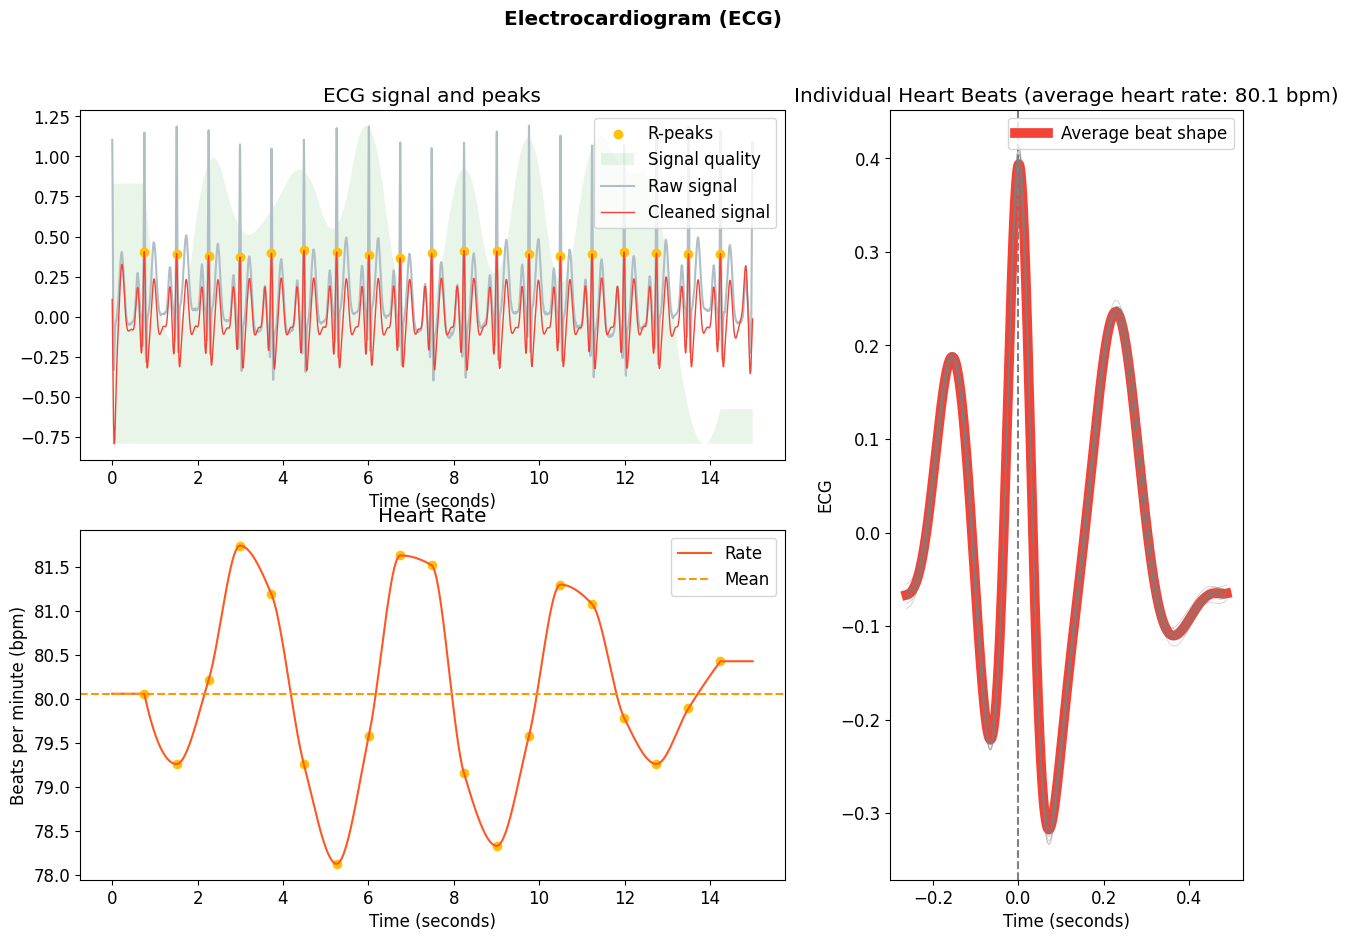 Electrocardiogram (ECG)
ECG signal and peaks
1.25
1.00
0.75
0.50
0.25
0.00
−0.25
−0.50
−0.75
R-peaks
Signal quality
Raw signal
Cleaned signal
0 2 4 6 8 10 12 14
Time (seconds)
Heart Rate
Beats per minute (bpm)
81.5
81.0
80.5
80.0
79.5
79.0
78.5
78.0
Rate
Mean
0 2 4 6 8 10 12 14
Time (seconds)
Individual Heart Beats (average heart rate: 80.1 bpm)
Average beat shape
ECG
0.4
0.3
0.2
0.1
0.0
−0.1
−0.2
−0.3
−0.2 0.0 0.2 0.4
Time (seconds)